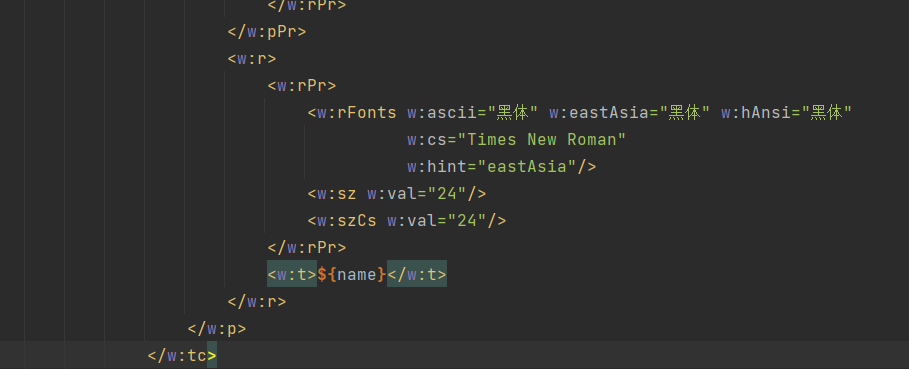 </w:rPr>
</w:pPr>
<w:r>
<w:rPr>
<w:rFonts w:ascii="黑体" w:eastAsia="黑体" w:hAnsi="黑体"
w:cs="Times New Roman"
w:hint="eastAsia"/>
<w:sz w:val="24"/>
<w:szCs w:val="24"/>
</w:rPr>
<w:t>${name}</w:t>
</w:r>
</w:p>
</w:tc>